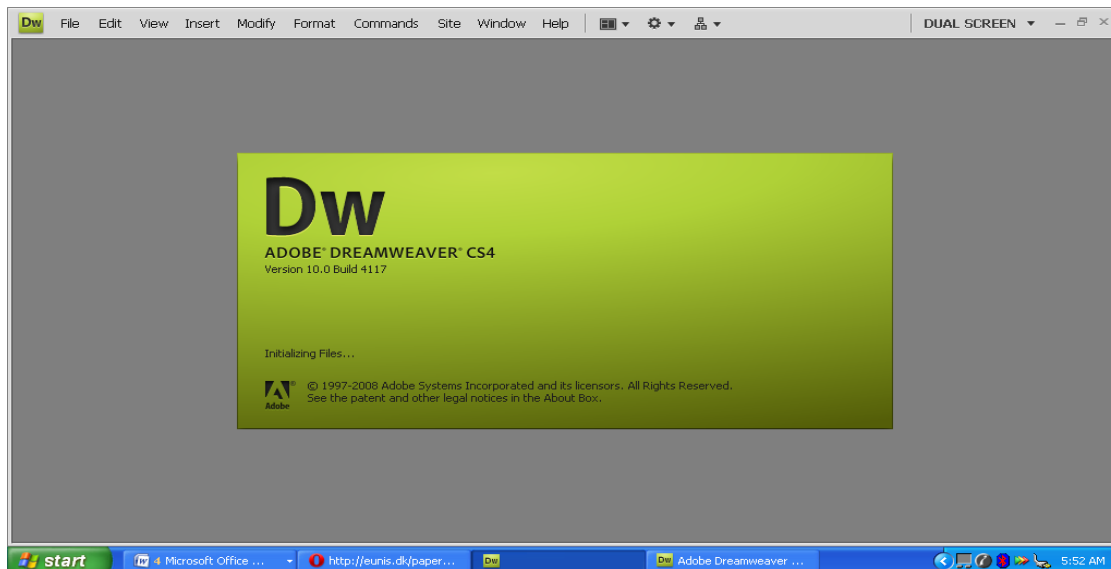 Dw File Edit View Insert Modify Format Commands Site Window Help DUAL SCREEN
Dw
ADOBE® DREAMWEAVER® CS4
Version 10.0 Build 4117
Initializing Files...
© 1997-2008 Adobe Systems Incorporated and its licensors. All Rights Reserved.
See the patent and other legal notices in the About Box.
Adobe
start 4 Microsoft Office ... http://eunis.dk/paper... Dw Dw Adobe Dreamweaver ... 5:52 AM